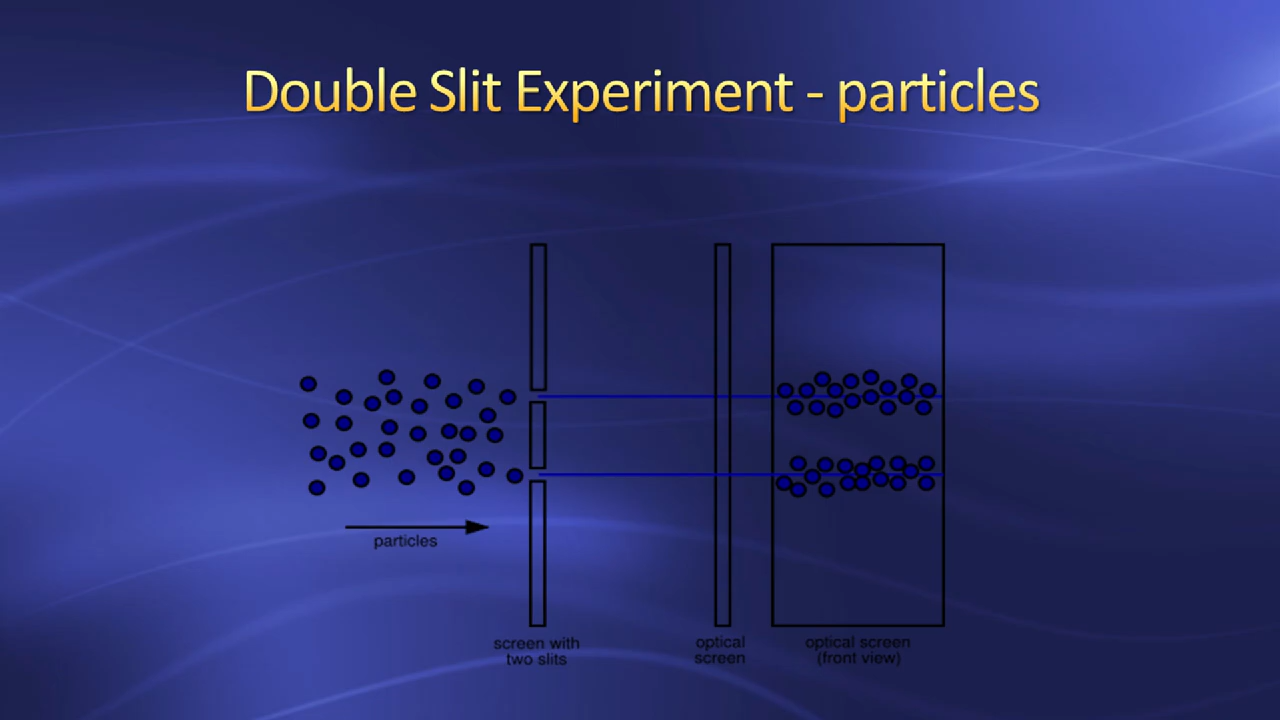 Double Slit Experiment - particles
particles
screen with
two slits
optical
screen
optical screen
(front view)